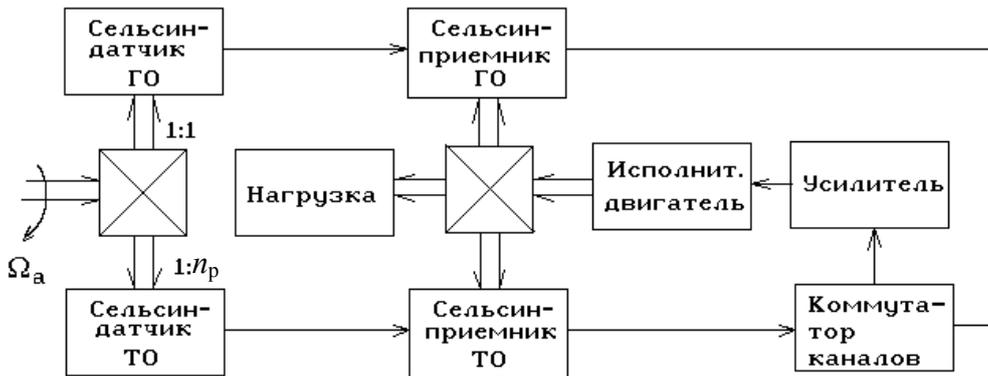 Сельсин-
датчик
ГО
Сельсин-
приемник
ГО
1:1
Нагрузка
Исполнит.
двигатель
Усилитель
Ωa
1:nр
Сельсин-
датчик
ТО
Сельсин-
приемник
ТО
Коммута-
тор
каналов